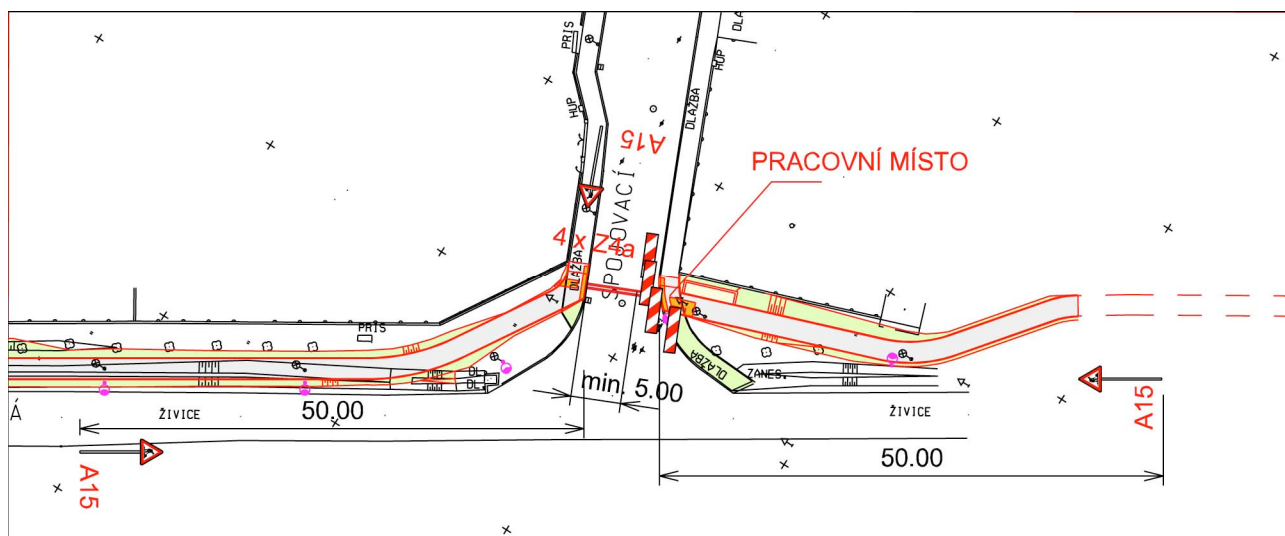 PRIS
DLA
HUP
HUP
DLAŽBA
A15
PRACOVNÍ MÍSTO
SPOJOVACÍ
4 x Z4a
DLAŽBA
PRIS
DL.
DL.
min. 5.00
DLAŽBA
ZANES.
Á
ŽIVICE
50.00
ŽIVICE
A15
50.00
A15